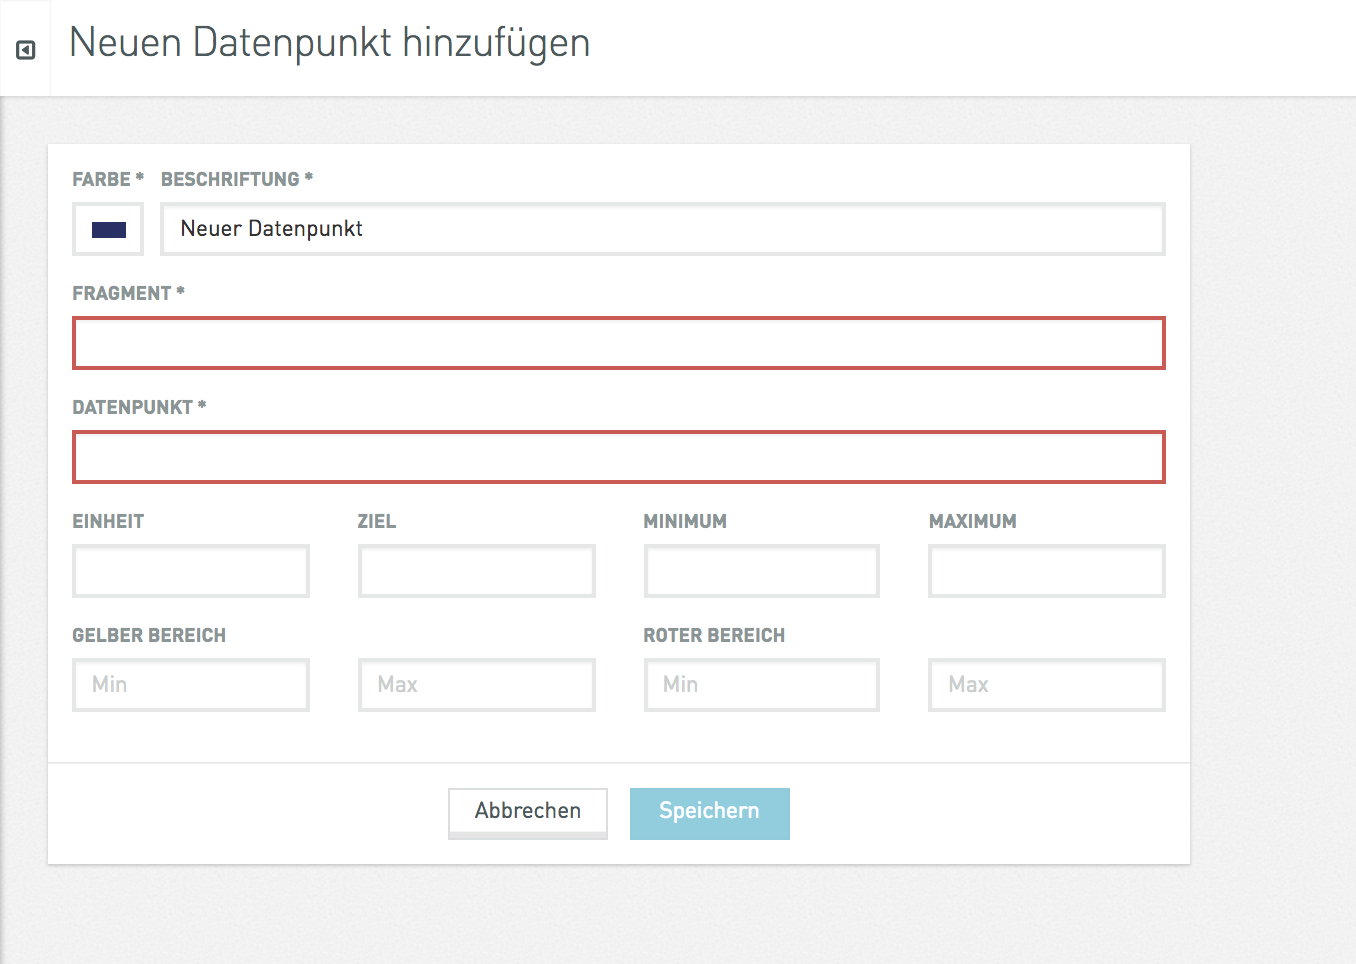 Neuen Datenpunkt hinzufügen
FARBE * BESCHRIFTUNG *
Neuer Datenpunkt
FRAGMENT *
DATENPUNKT *
EINHEIT ZIEL MINIMUM MAXIMUM
GELBER BEREICH ROTER BEREICH
Min Max Min Max
Abbrechen Speichern